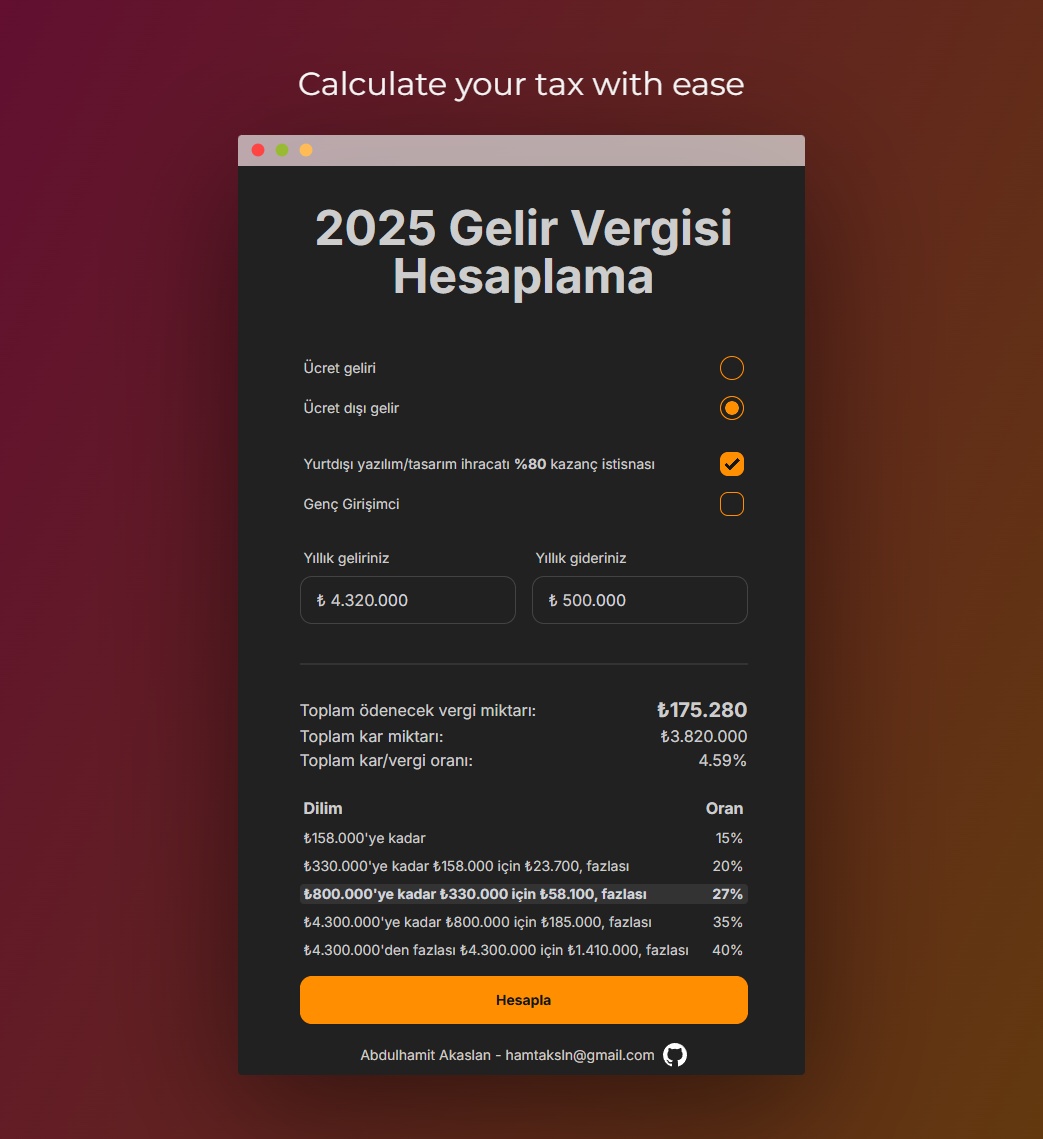 Calculate your tax with ease
2025 Gelir Vergisi
Hesaplama
Ücret geliri
Ücret dışı gelir
Yurtdışı yazılım/tasarım ihracatı %80 kazanç istisnası
Genç Girişimci
Yıllık geliriniz Yıllık gideriniz
₺ 4.320.000 ₺ 500.000
Toplam ödenecek vergi miktarı: ₺175.280
Toplam kar miktarı: ₺3.820.000
Toplam kar/vergi oranı: 4.59%
Dilim Oran
₺158.000'ye kadar 15%
₺330.000'ye kadar ₺158.000 için ₺23.700, fazlası 20%
₺800.000'ye kadar ₺330.000 için ₺58.100, fazlası 27%
₺4.300.000'ye kadar ₺800.000 için ₺185.000, fazlası 35%
₺4.300.000'den fazlası ₺4.300.000 için ₺1.410.000, fazlası 40%
Hesapla
Abdulhamit Akaslan - hamtaksln@gmail.com